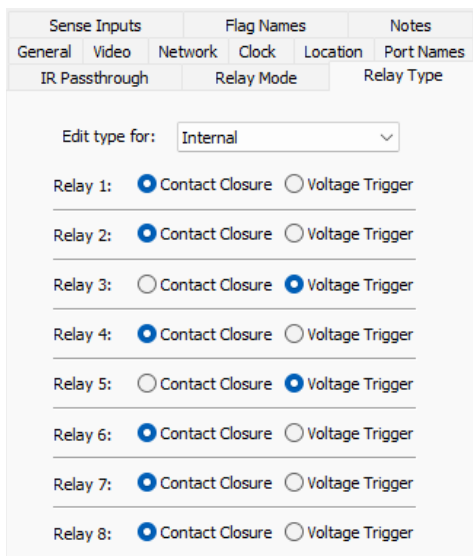 Sense Inputs Flag Names Notes
General Video Network Clock Location Port Names
IR Passthrough Relay Mode Relay Type
Edit type for: Internal
Relay 1: Contact Closure Voltage Trigger
Relay 2: Contact Closure Voltage Trigger
Relay 3: Contact Closure Voltage Trigger
Relay 4: Contact Closure Voltage Trigger
Relay 5: Contact Closure Voltage Trigger
Relay 6: Contact Closure Voltage Trigger
Relay 7: Contact Closure Voltage Trigger
Relay 8: Contact Closure Voltage Trigger